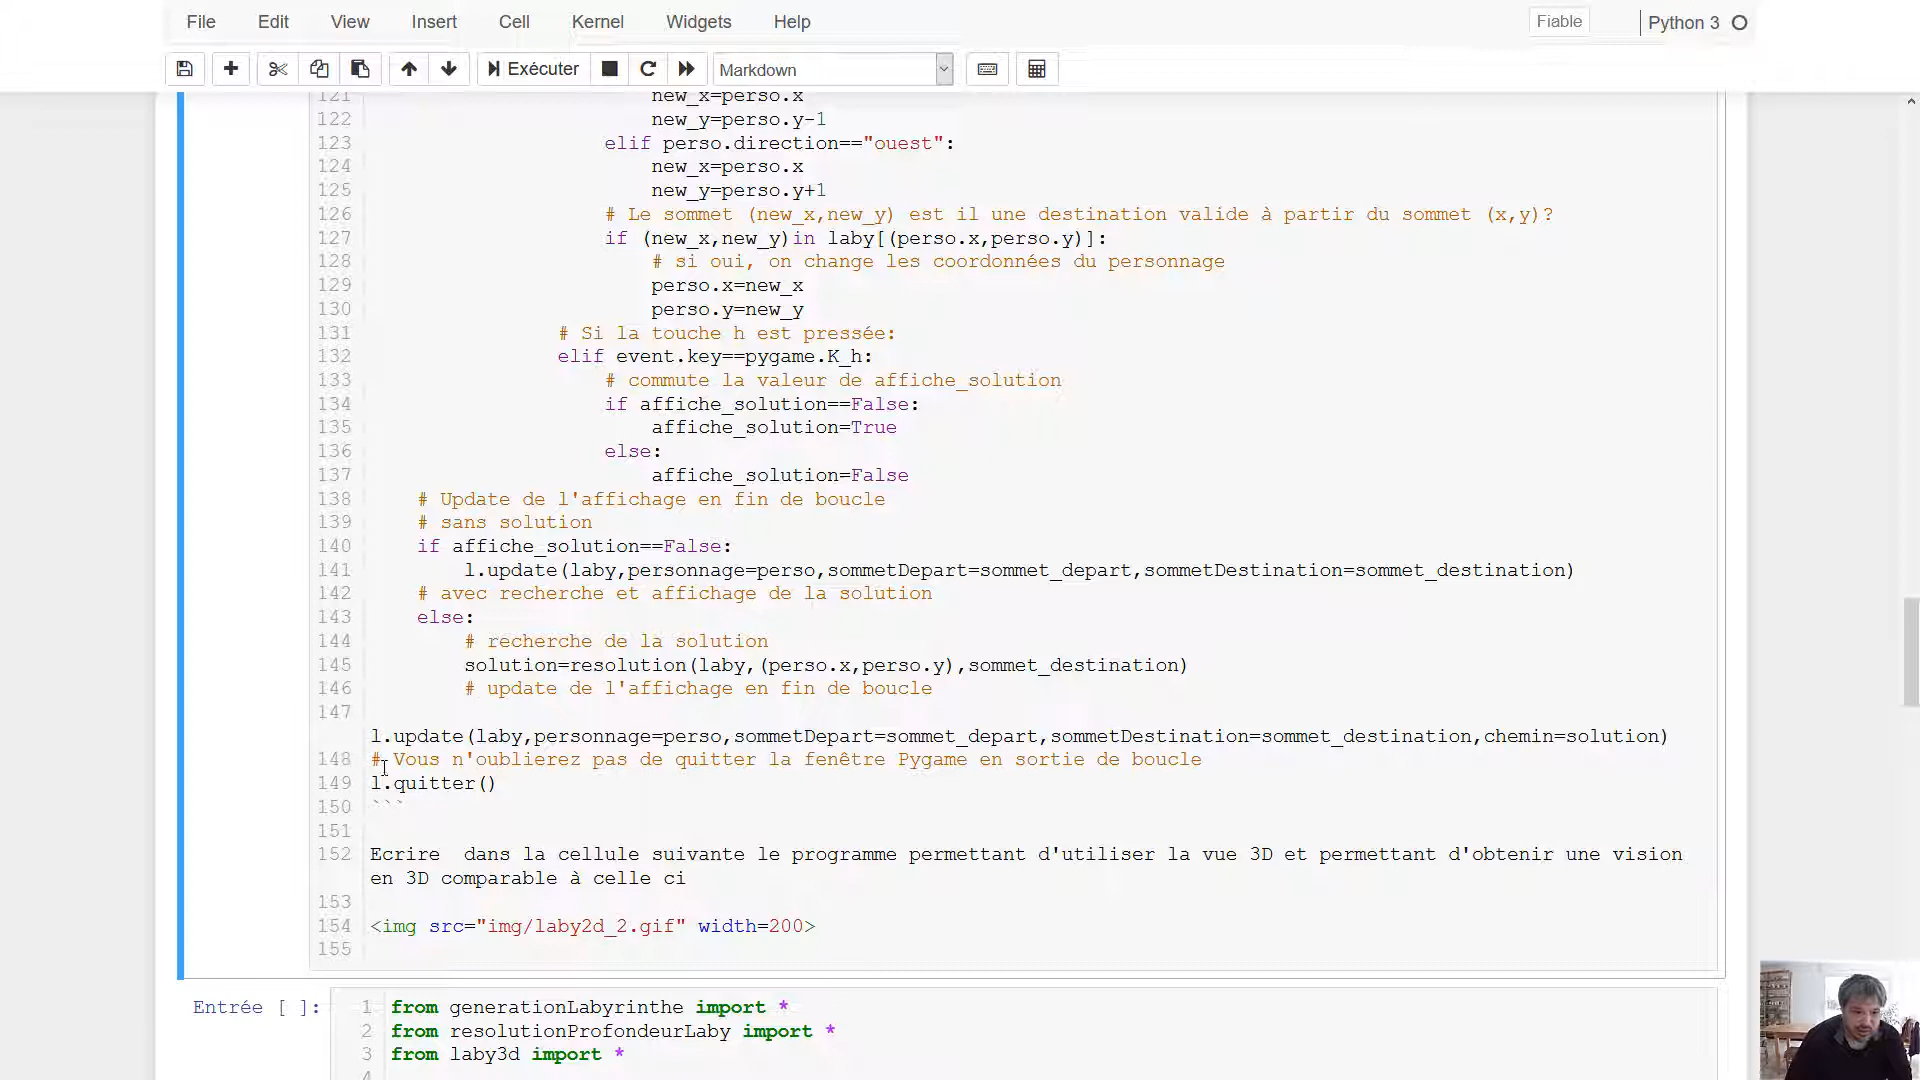 File Edit View Insert Cell Kernel Widgets Help Fiable Python 3
Exécuter Markdown
121 new_x=perso.x
122 new_y=perso.y-1
123 elif perso.direction=="ouest":
124 new_x=perso.x
125 new_y=perso.y+1
126 # Le sommet (new_x,new_y) est il une destination valide à partir du sommet (x,y)?
127 if (new_x,new_y)in laby[(perso.x,perso.y)]:
128 # si oui, on change les coordonnées du personnage
129 perso.x=new_x
130 perso.y=new_y
131 # Si la touche h est pressée:
132 elif event.key==pygame.K_h:
133 # commute la valeur de affiche_solution
134 if affiche_solution==False:
135 affiche_solution=True
136 else:
137 affiche_solution=False
138 # Update de l'affichage en fin de boucle
139 # sans solution
140 if affiche_solution==False:
141 l.update(laby,personnage=perso,sommetDepart=sommet_depart,sommetDestination=sommet_destination)
142 # avec recherche et affichage de la solution
143 else:
144 # recherche de la solution
145 solution=resolution(laby,(perso.x,perso.y),sommet_destination)
146 # update de l'affichage en fin de boucle
147
l.update(laby,personnage=perso,sommetDepart=sommet_depart,sommetDestination=sommet_destination,chemin=solution)
148 # Vous n'oublierez pas de quitter la fenêtre Pygame en sortie de boucle
149 l.quitter()
150 ```
151
152 Ecrire  dans la cellule suivante le programme permettant d'utiliser la vue 3D et permettant d'obtenir une vision
en 3D comparable à celle ci
153
154 <img src="img/laby2d_2.gif" width=200>
155
Entrée [ ]: 1 from generationLabyrinthe import *
2 from resolutionProfondeurLaby import *
3 from laby3d import *
4